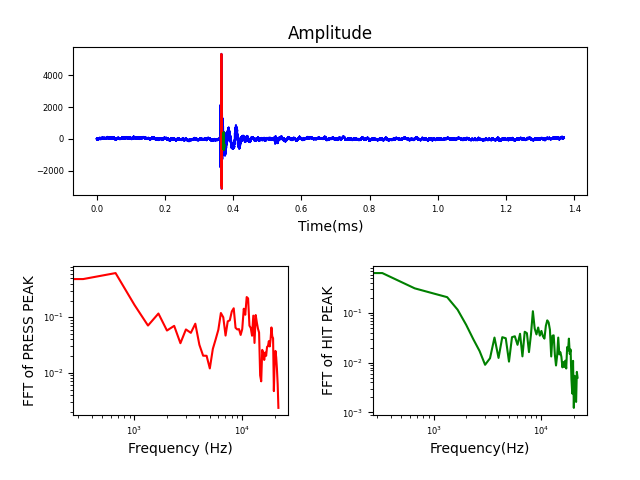 Amplitude
4000
2000
0
−2000
0.0 0.2 0.4 0.6 0.8 1.0 1.2 1.4
Time(ms)
FFT of PRESS PEAK
10⁻¹
10⁻²
10³ 10⁴
Frequency (Hz)
FFT of HIT PEAK
10⁻¹
10⁻²
10⁻³
10³ 10⁴
Frequency(Hz)